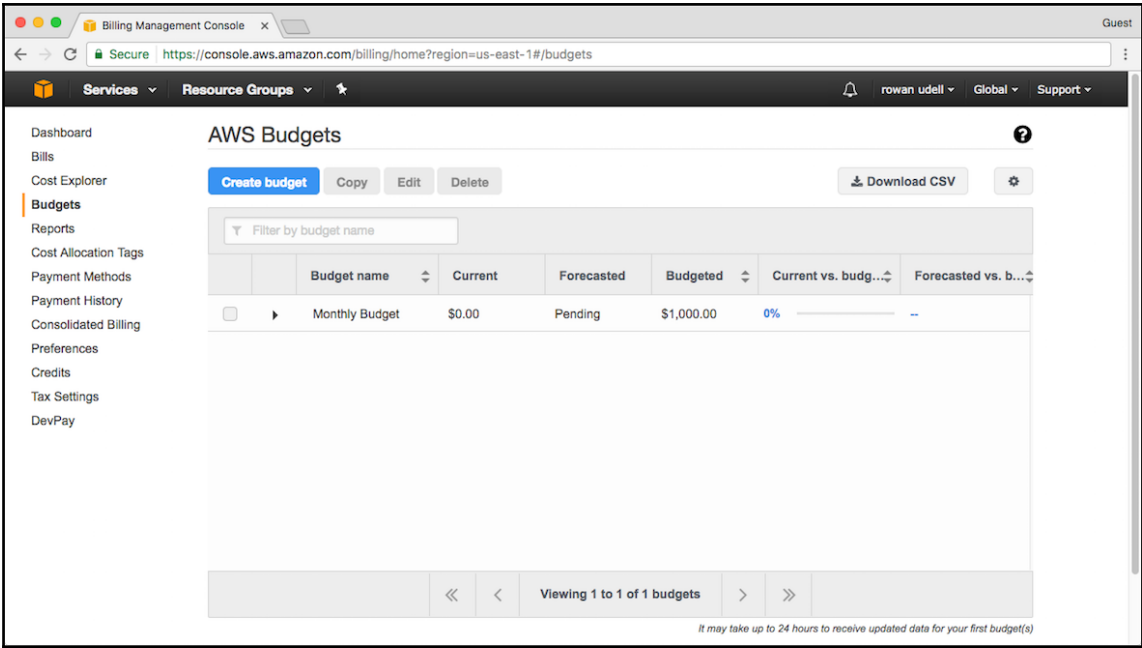 Billing Management Console
Guest
Secure https://console.aws.amazon.com/billing/home?region=us-east-1#/budgets
Services Resource Groups rowan udell Global Support
Dashboard
Bills
Cost Explorer
Budgets
Reports
Cost Allocation Tags
Payment Methods
Payment History
Consolidated Billing
Preferences
Credits
Tax Settings
DevPay
AWS Budgets
Create budget Copy Edit Delete Download CSV
Filter by budget name
Budget name Current Forecasted Budgeted Current vs. budg... Forecasted vs. b...
Monthly Budget $0.00 Pending $1,000.00 0% --
Viewing 1 to 1 of 1 budgets
It may take up to 24 hours to receive updated data for your first budget(s)